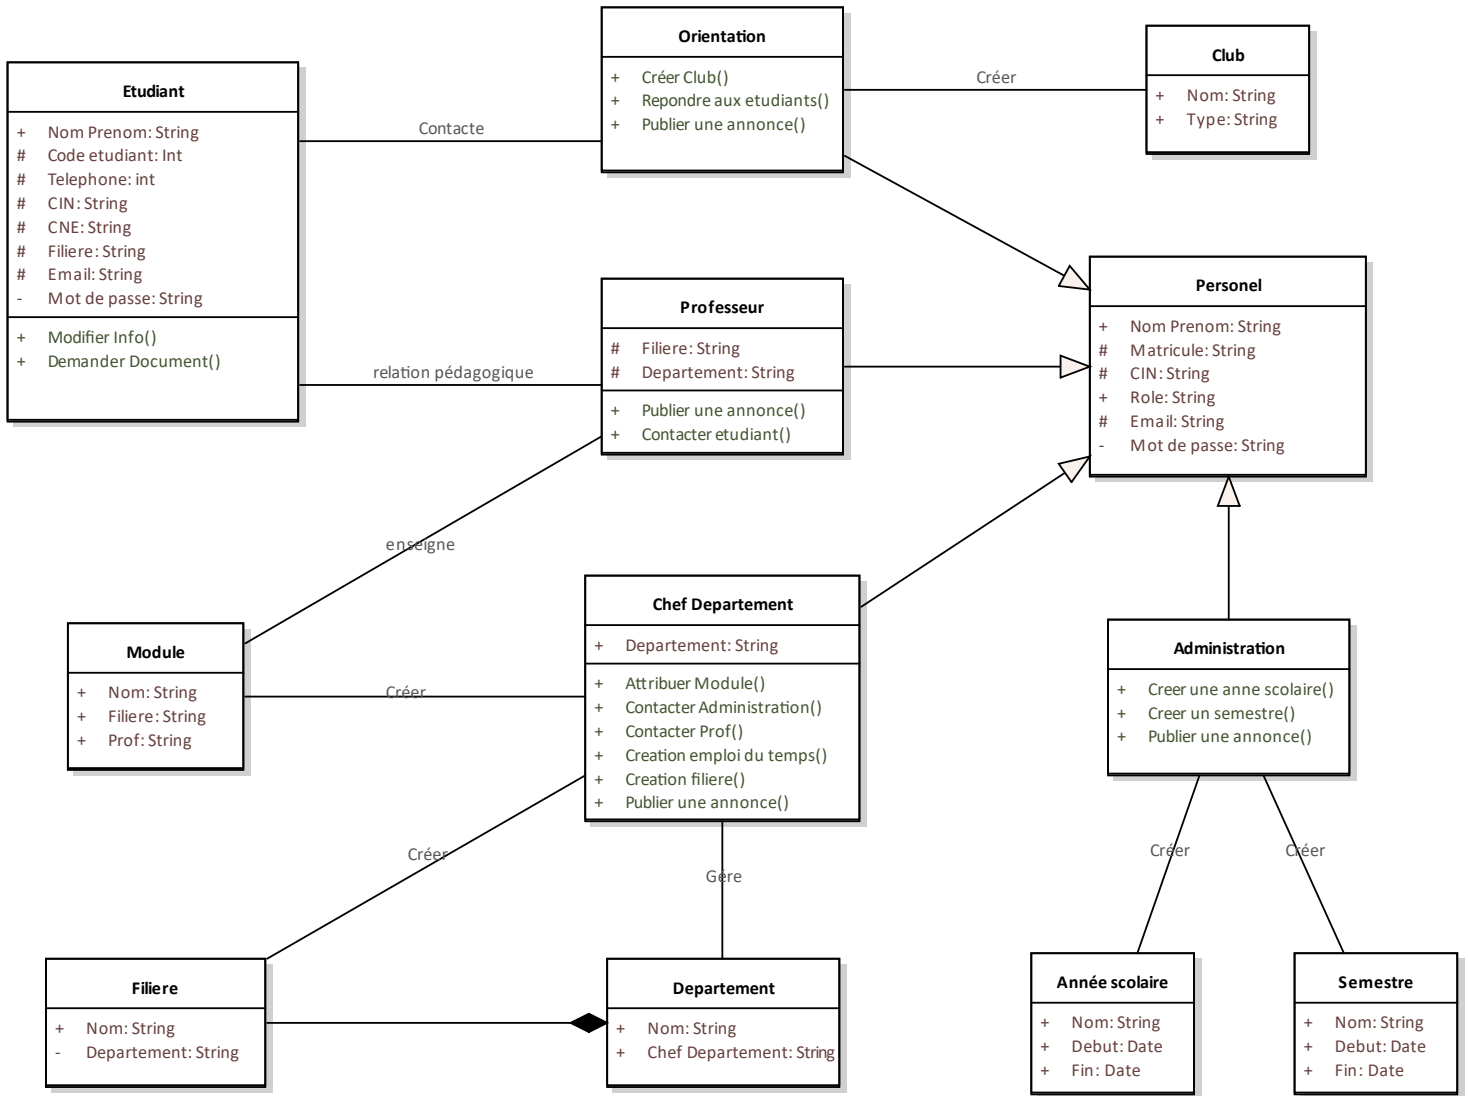 Etudiant
+ Nom Prenom: String
# Code etudiant: Int
# Telephone: int
# CIN: String
# CNE: String
# Filiere: String
# Email: String
- Mot de passe: String
+ Modifier Info()
+ Demander Document()
Contacte
Orientation
+ Créer Club()
+ Repondre aux etudiants()
+ Publier une annonce()
Créer
Club
+ Nom: String
+ Type: String
relation pédagogique
Professeur
# Filiere: String
# Departement: String
+ Publier une annonce()
+ Contacter etudiant()
Personel
+ Nom Prenom: String
# Matricule: String
# CIN: String
+ Role: String
# Email: String
- Mot de passe: String
enseigne
Module
+ Nom: String
+ Filiere: String
+ Prof: String
Créer
Chef Departement
+ Departement: String
+ Attribuer Module()
+ Contacter Administration()
+ Contacter Prof()
+ Creation emploi du temps()
+ Creation filiere()
+ Publier une annonce()
Administration
+ Creer une anne scolaire()
+ Creer un semestre()
+ Publier une annonce()
Créer
Gére
Créer
Créer
Filiere
+ Nom: String
- Departement: String
Departement
+ Nom: String
+ Chef Departement: String
Année scolaire
+ Nom: String
+ Debut: Date
+ Fin: Date
Semestre
+ Nom: String
+ Debut: Date
+ Fin: Date